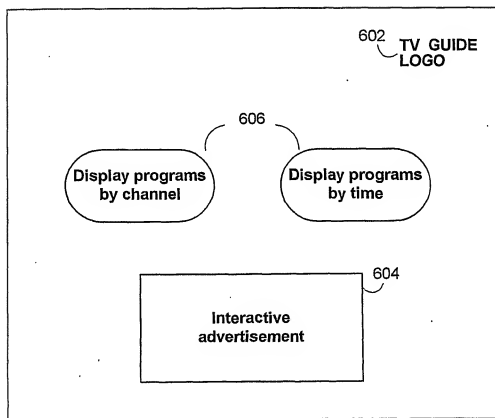 602 TV GUIDE
LOGO
606
Display programs
by channel
Display programs
by time
604
Interactive
advertisement